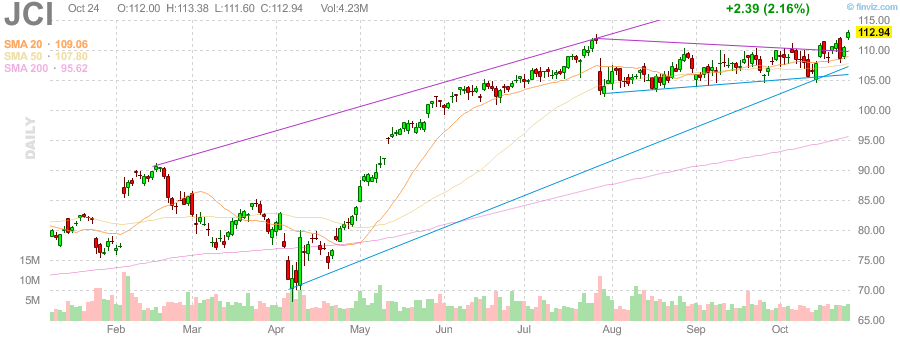 JCI Oct 24 O:112.00 H:113.38 L:111.60 C:112.94 Vol:4.23M +2.39 (2.16%) © finviz.com
SMA 20 · 109.06
SMA 50 · 107.80
SMA 200 · 95.62
DAILY
115.00
112.94
110.00
105.00
100.00
95.00
90.00
85.00
80.00
75.00
70.00
65.00
15M
10M
5M
Feb Mar Apr May Jun Jul Aug Sep Oct